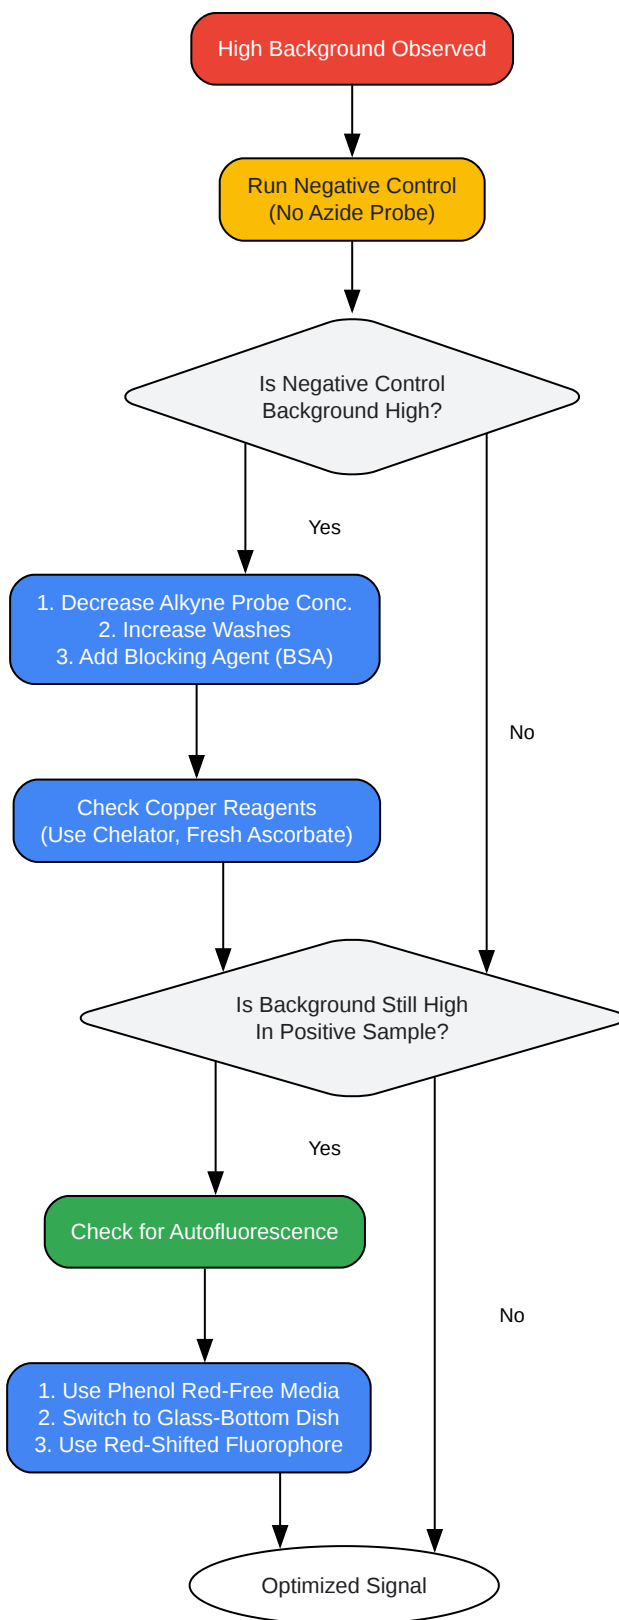 High Background Observed
Run Negative Control
(No Azide Probe)
Is Negative Control
Background High?
Yes
1. Decrease Alkyne Probe Conc.
2. Increase Washes
3. Add Blocking Agent (BSA)
No
Check Copper Reagents
(Use Chelator, Fresh Ascorbate)
Is Background Still High
In Positive Sample?
Yes
Check for Autofluorescence
No
1. Use Phenol Red-Free Media
2. Switch to Glass-Bottom Dish
3. Use Red-Shifted Fluorophore
Optimized Signal